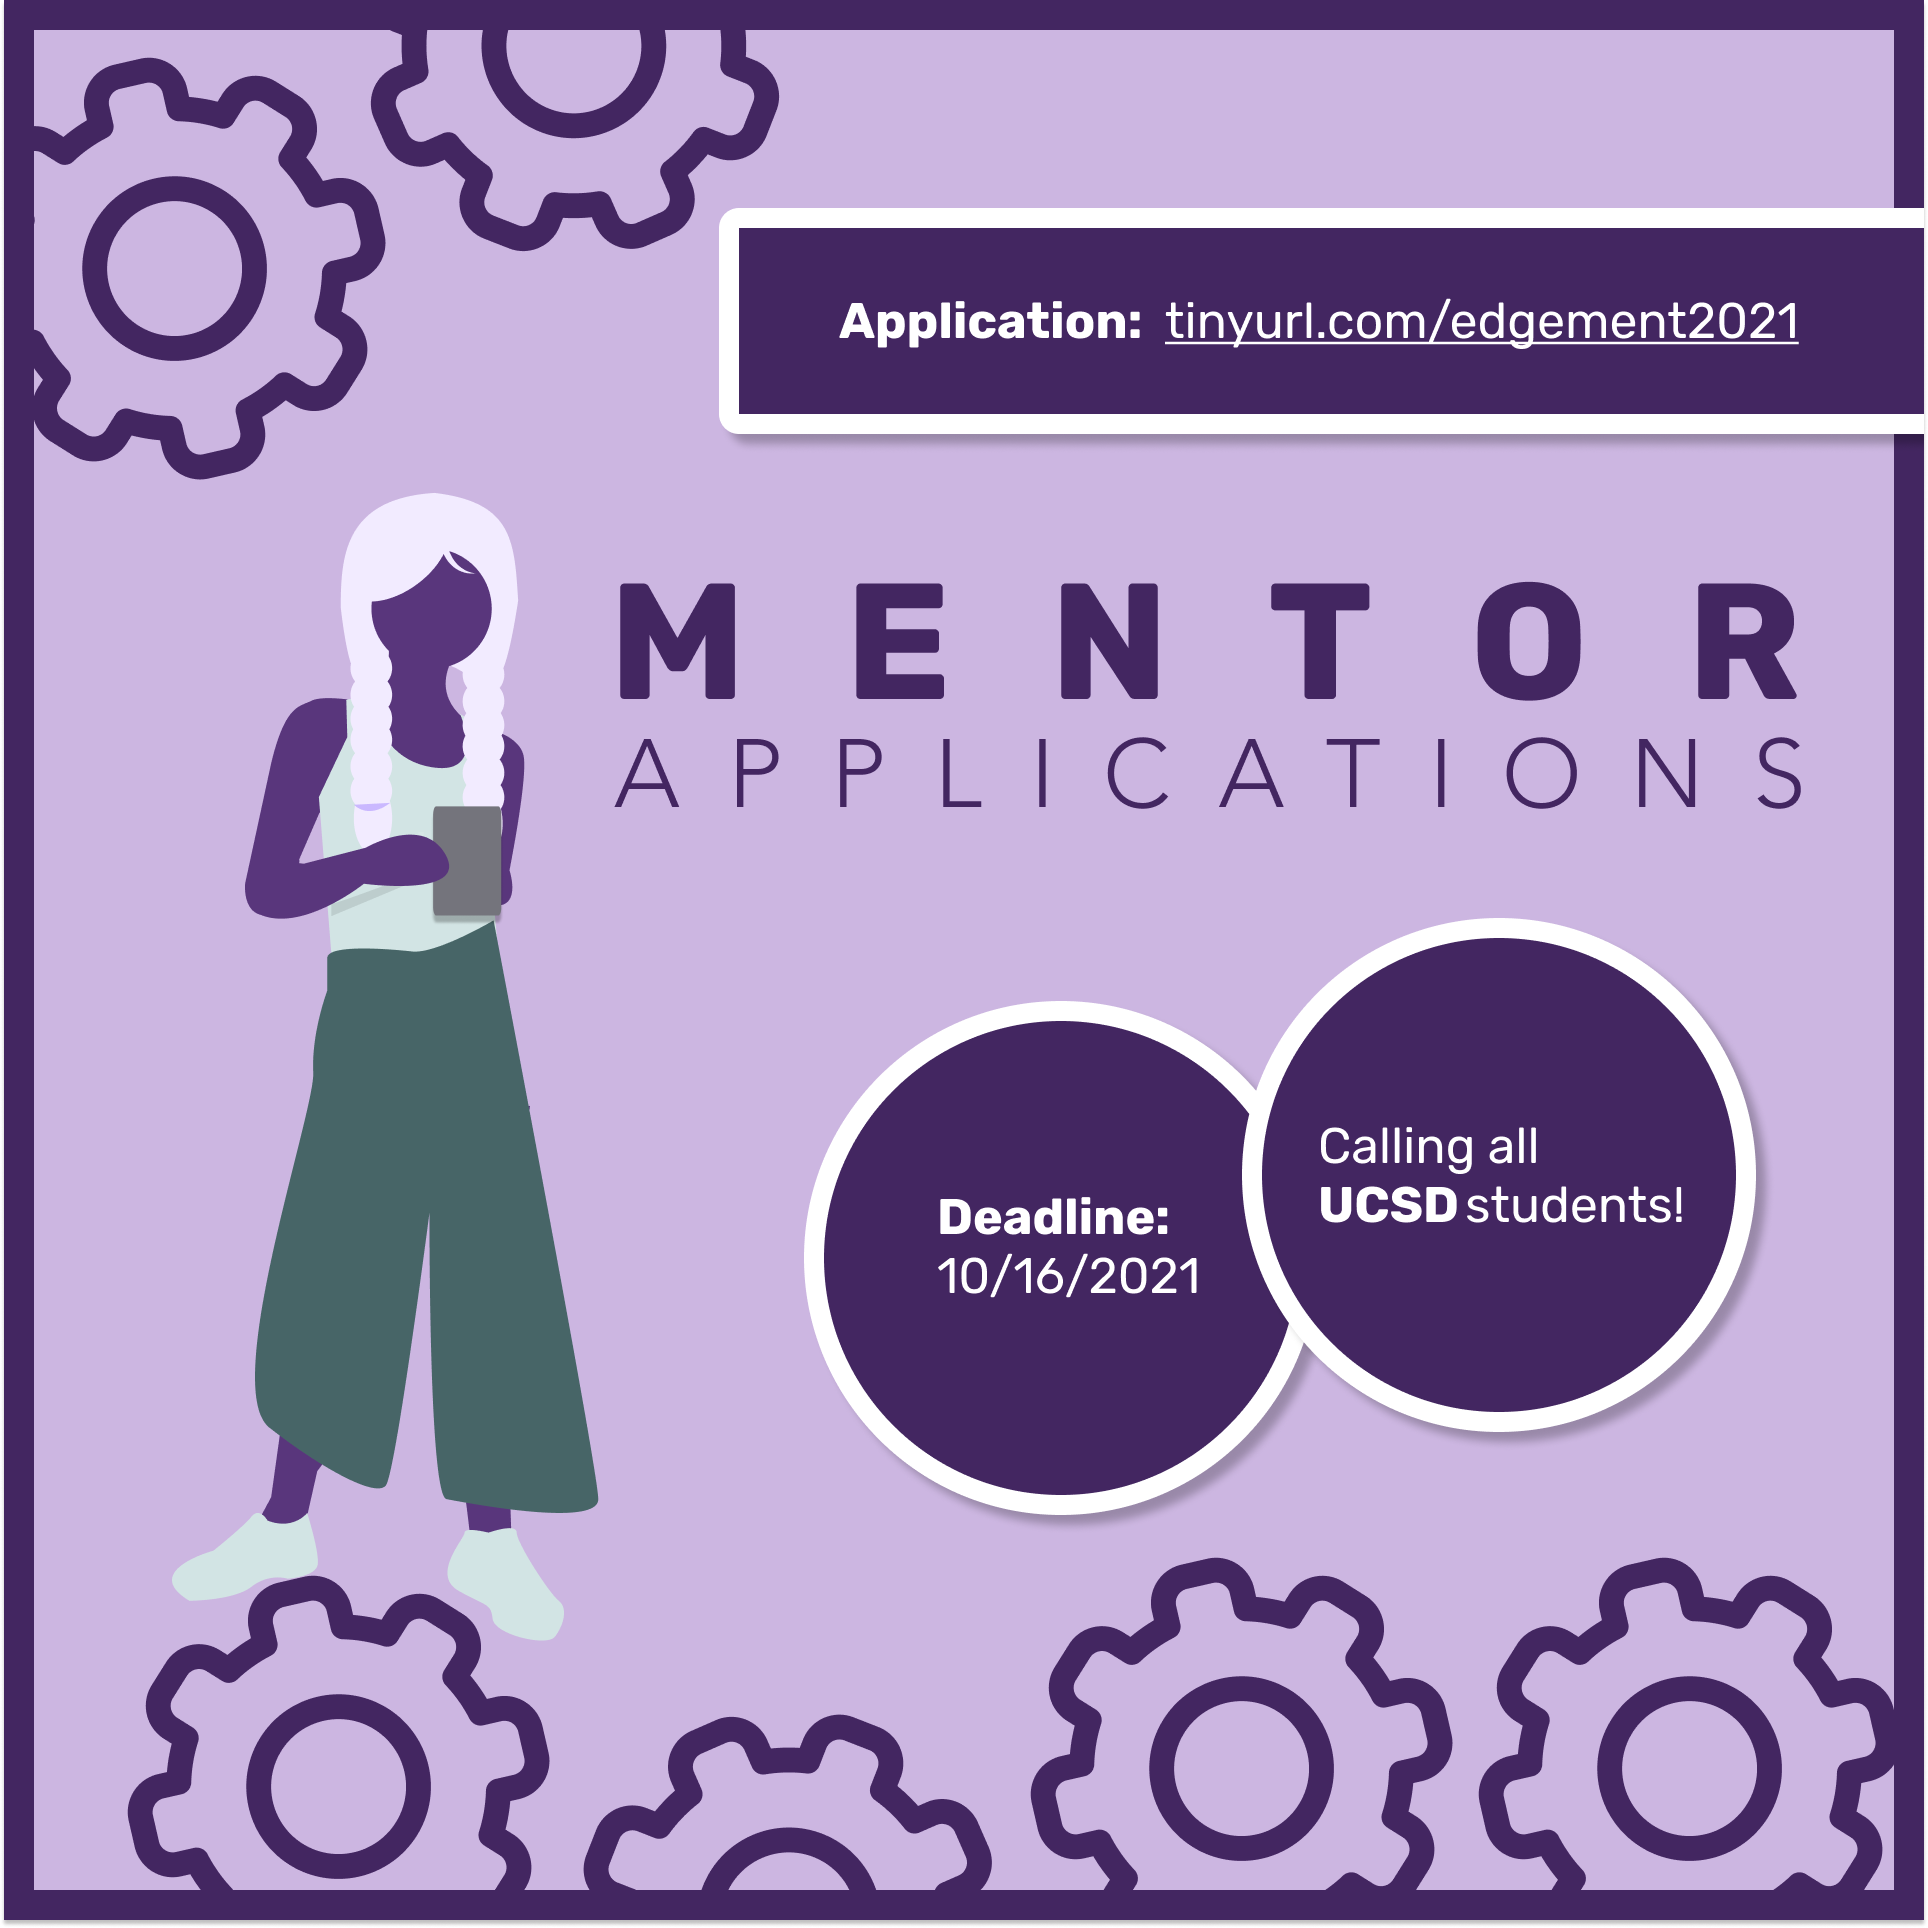 Application: tinyurl.com/edgement2021
MENTOR
APPLICATIONS
Calling all
UCSD students!
Deadline:
10/16/2021